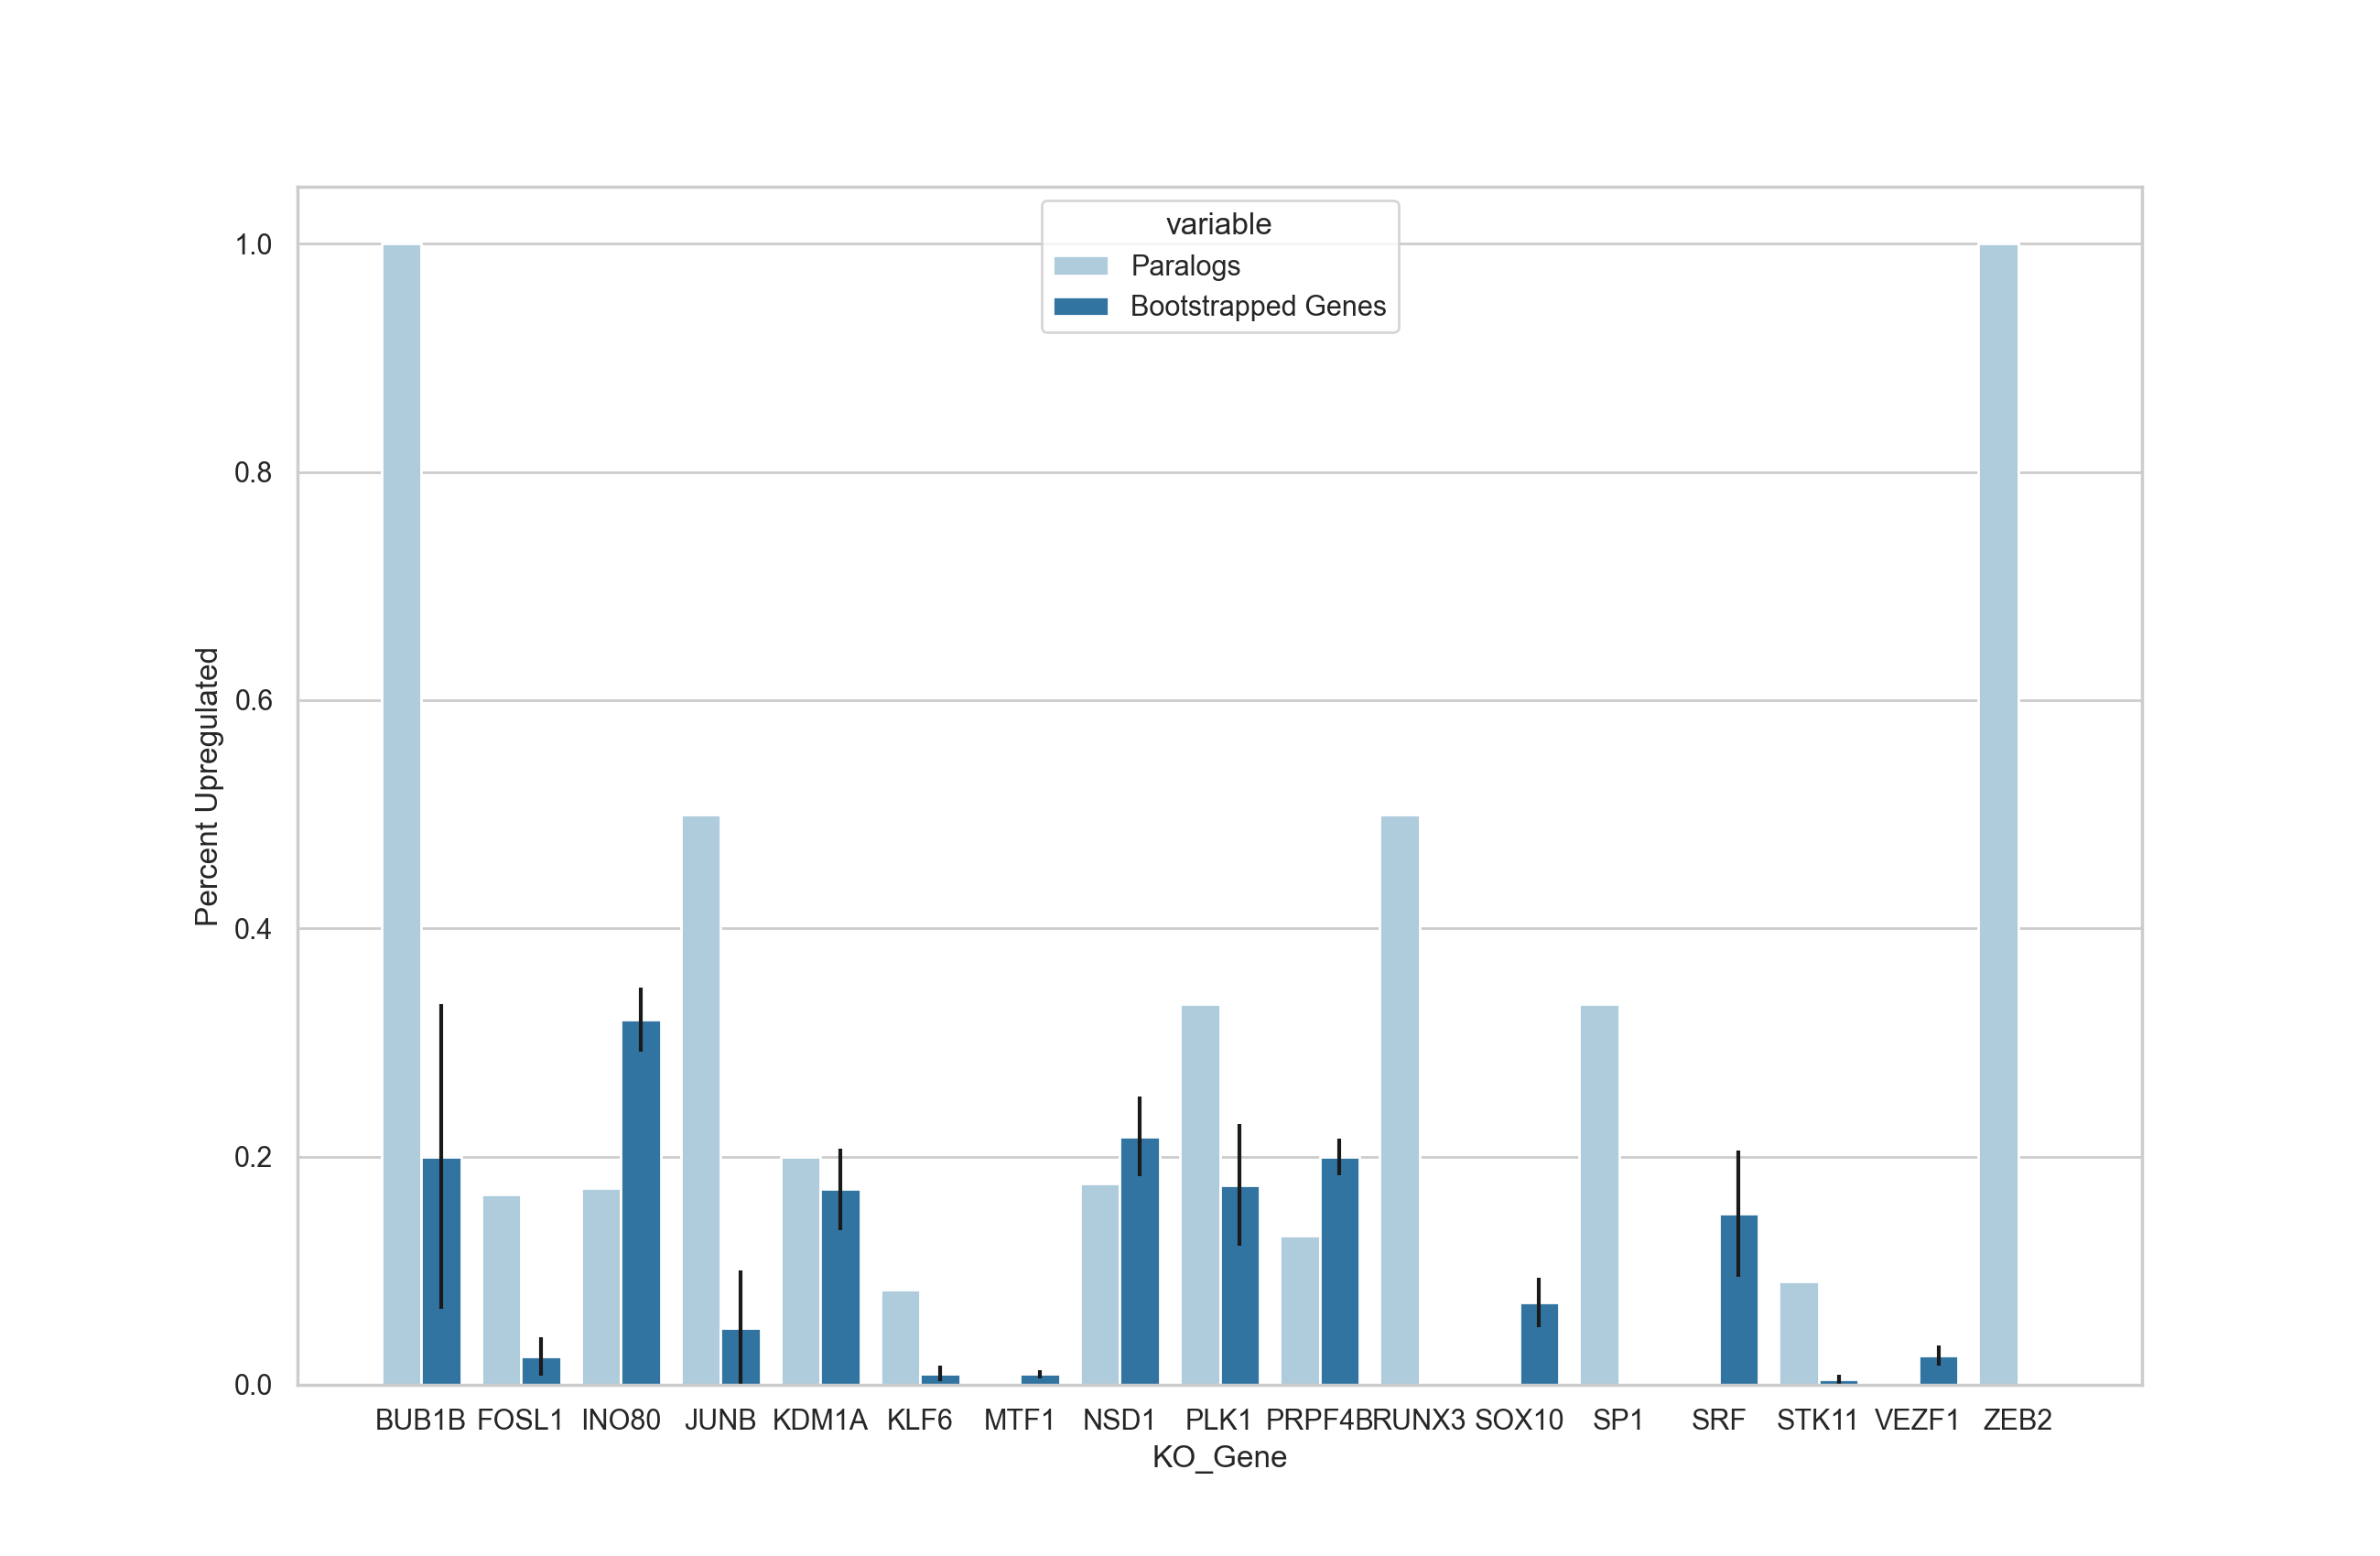 variable
Paralogs
Bootstrapped Genes
1.0
0.8
0.6
0.4
0.2
0.0
Percent Upregulated
BUB1B FOSL1 INO80 JUNB KDM1A KLF6 MTF1 NSD1 PLK1 PRPF4B RUNX3 SOX10 SP1 SRF STK11 VEZF1 ZEB2
KO_Gene